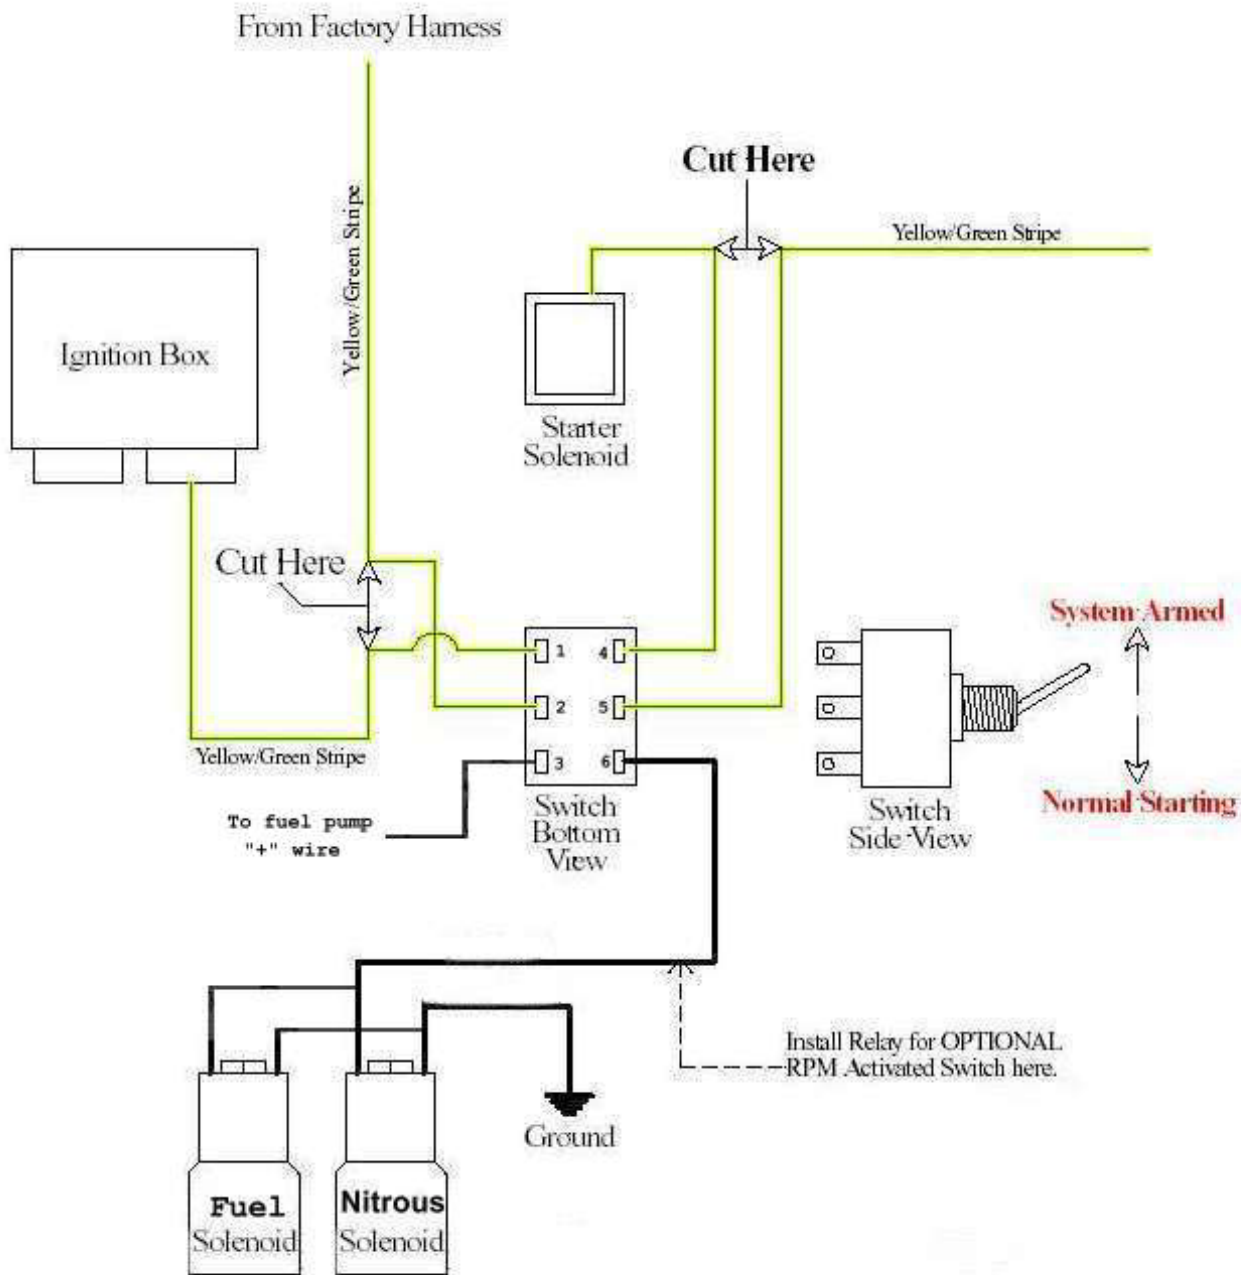 From Factory Harness
Cut Here
Yellow/Green Stripe
Yellow/Green Stripe
Ignition Box
Starter
Solenoid
Cut Here
System Armed
1 4
2 5
3 6
Yellow/Green Stripe
Normal Starting
Switch
Bottom
View
Switch
Side View
To fuel pump
"+" wire
Install Relay for OPTIONAL
RPM Activated Switch here.
Ground
Fuel
Solenoid
Nitrous
Solenoid